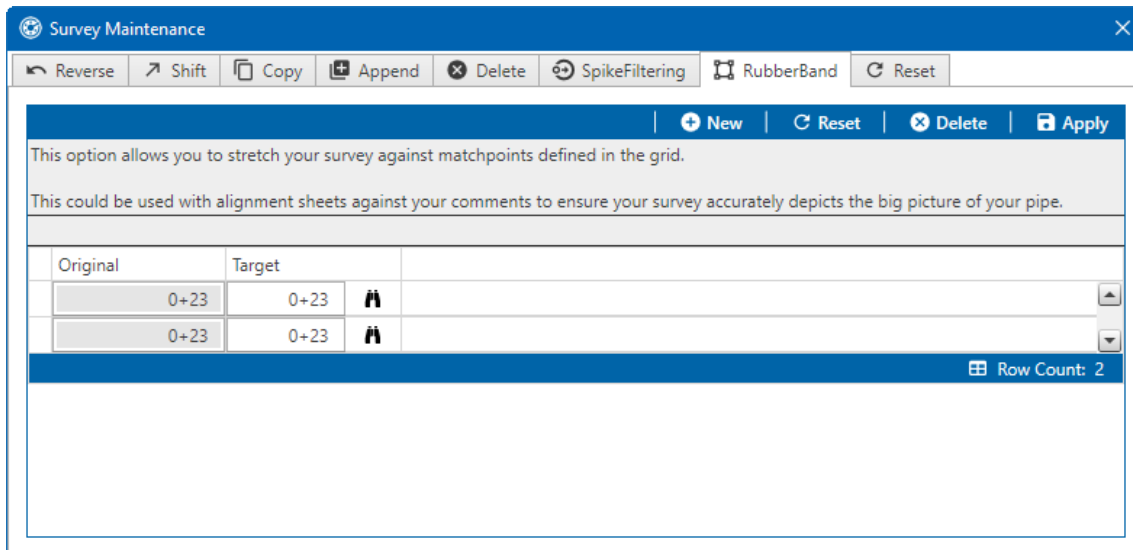 Survey Maintenance
Reverse Shift Copy Append Delete SpikeFiltering RubberBand Reset
New Reset Delete Apply
This option allows you to stretch your survey against matchpoints defined in the grid.
This could be used with alignment sheets against your comments to ensure your survey accurately depicts the big picture of your pipe.
Original Target
0+23 0+23
0+23 0+23
Row Count: 2